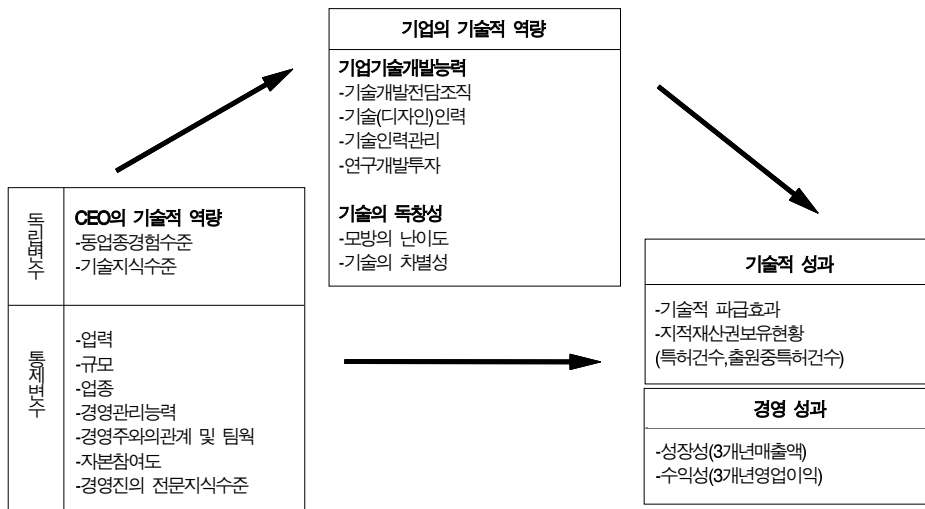 기업의 기술적 역량
기업기술개발능력
-기술개발전담조직
-기술(디자인)인력
-기술인력관리
-연구개발투자
기술의 독창성
-모방의 난이도
-기술의 차별성
독립변수
CEO의 기술적 역량
-동업종경험수준
-기술지식수준
통제변수
-업력
-규모
-업종
-경영관리능력
-경영주와의관계 및 팀웍
-자본참여도
-경영진의 전문지식수준
기술적 성과
-기술적 파급효과
-지적재산권보유현황
(특허건수,출원중특허건수)
경영 성과
-성장성(3개년매출액)
-수익성(3개년영업이익)